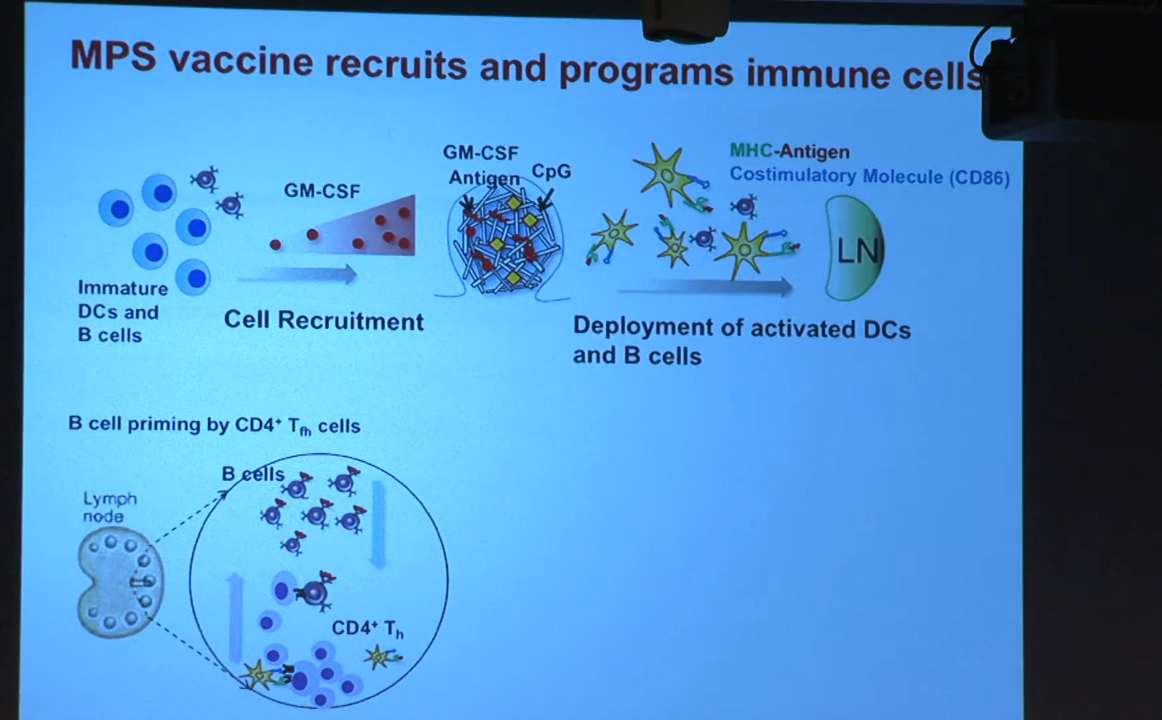 MPS vaccine recruits and programs immune cells
GM-CSF
Antigen
CpG
MHC-Antigen
Costimulatory Molecule (CD86)
GM-CSF
LN
Immature
DCs and
B cells
Cell Recruitment
Deployment of activated DCs
and B cells
B cell priming by CD4⁺ Tfh cells
B cells
Lymph
node
CD4⁺ Th